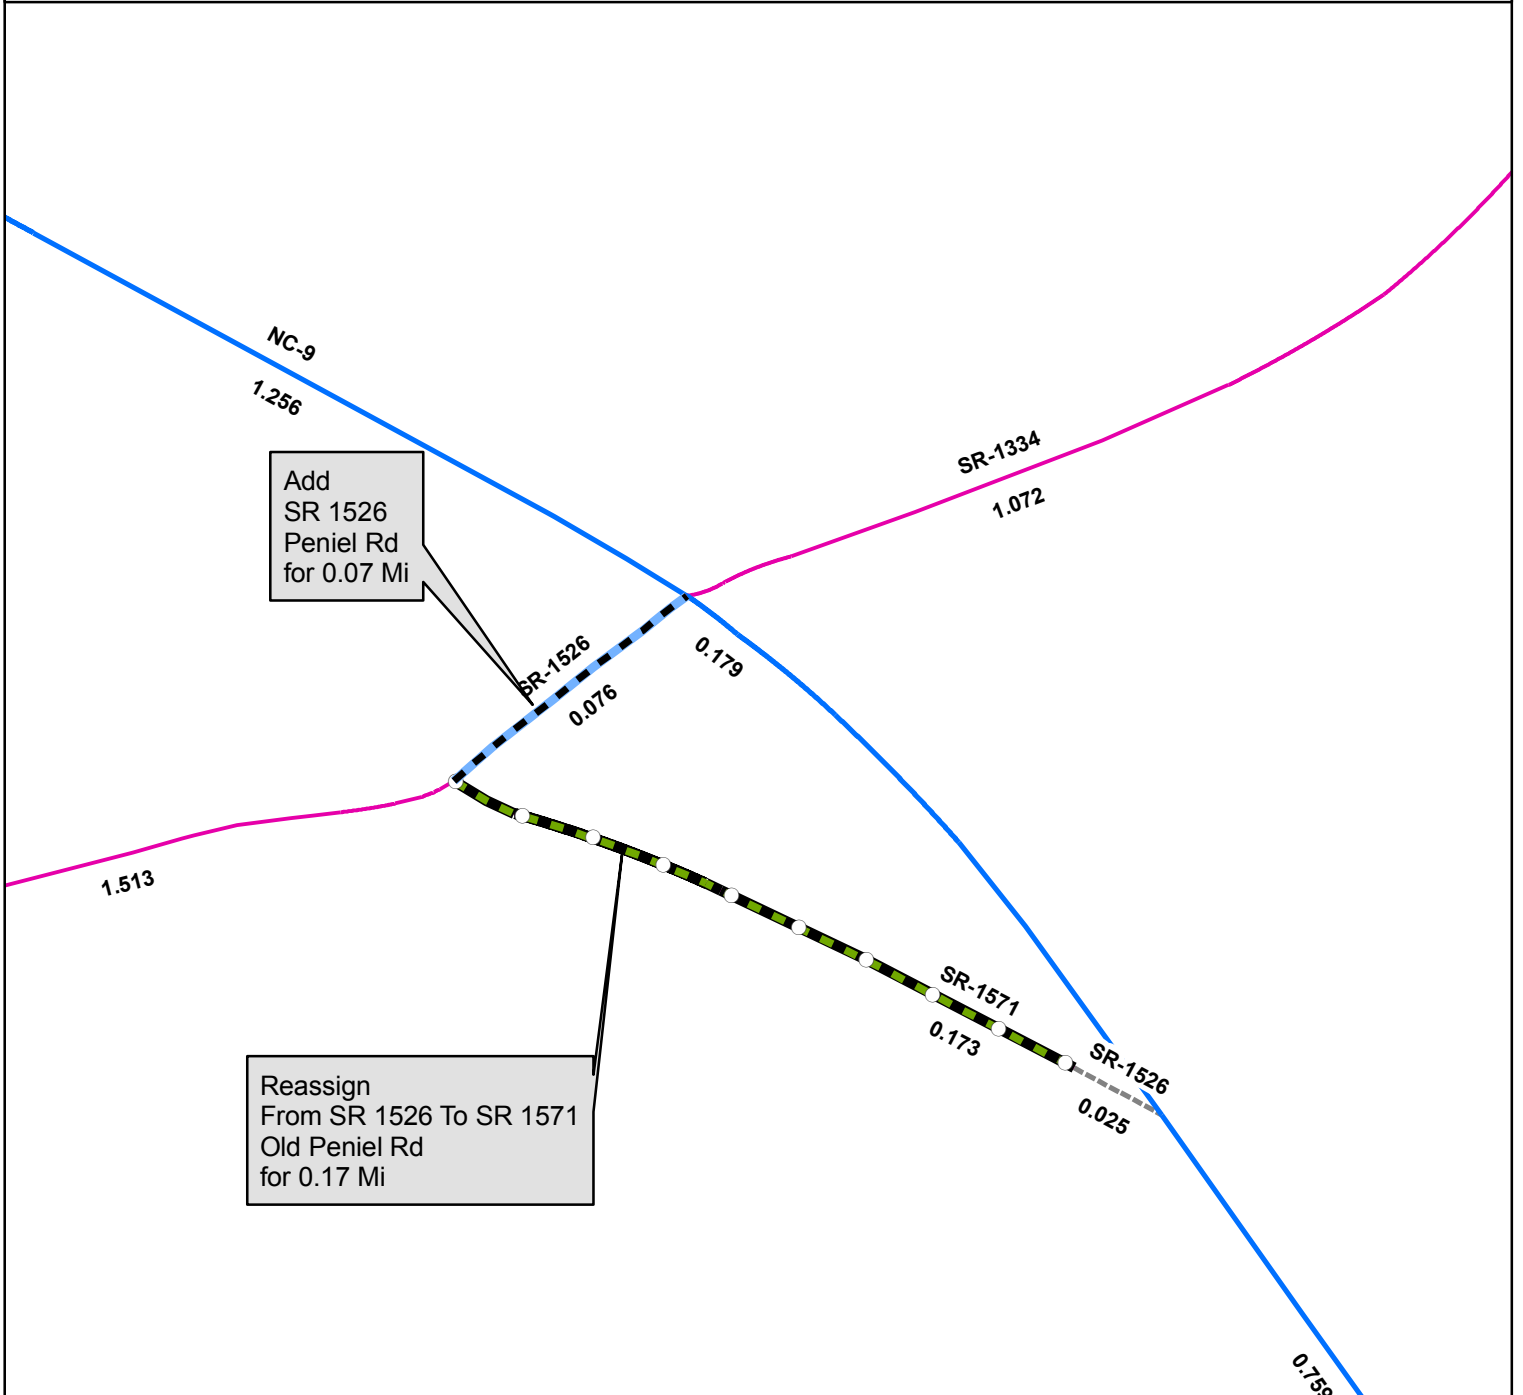 NC-9
1.256
SR-1334
1.072
Add
SR 1526
Peniel Rd
for 0.07 Mi
SR-1526
0.076
0.179
1.513
SR-1571
0.173
SR-1526
0.025
Reassign
From SR 1526 To SR 1571
Old Peniel Rd
for 0.17 Mi
0.759